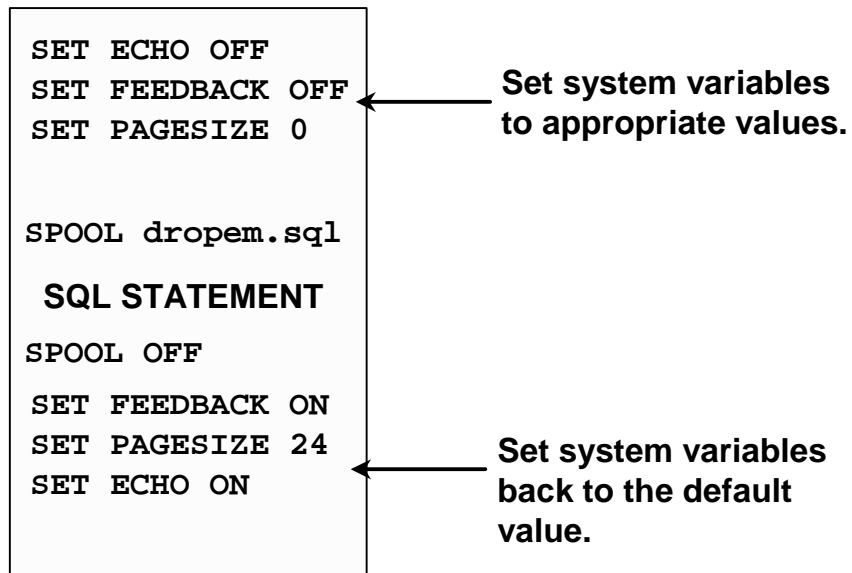 SET ECHO OFF
SET FEEDBACK OFF
SET PAGESIZE 0
SPOOL dropem.sql
SQL STATEMENT
SPOOL OFF
SET FEEDBACK ON
SET PAGESIZE 24
SET ECHO ON
Set system variables
to appropriate values.
Set system variables
back to the default
value.